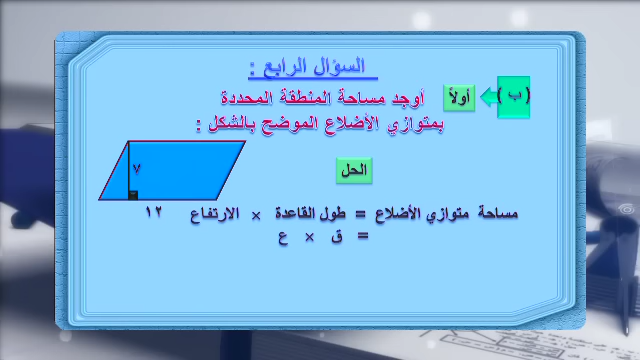 السؤال الرابع :
( ب ) أولاً أوجد مساحة المنطقة المحددة
بمتوازي الأضلاع الموضح بالشكل :
٧
الحل
مساحة متوازي الأضلاع = طول القاعدة × الارتفاع ١٢
= ق × ع